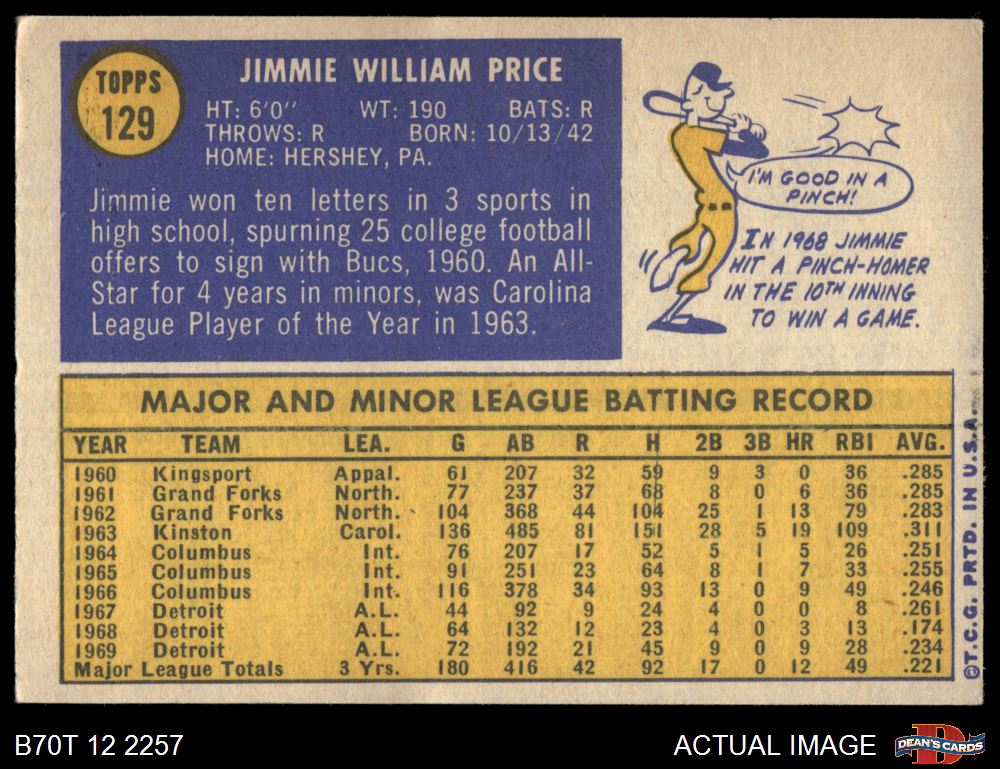 TOPPS
129
JIMMIE WILLIAM PRICE
HT: 6'0" WT: 190 BATS: R
THROWS: R BORN: 10/13/42
HOME: HERSHEY, PA.
Jimmie won ten letters in 3 sports in
high school, spurning 25 college football
offers to sign with Bucs, 1960. An All-
Star for 4 years in minors, was Carolina
League Player of the Year in 1963.
I'M GOOD IN A
PINCH!
IN 1968 JIMMIE
HIT A PINCH-HOMER
IN THE 10TH INNING
TO WIN A GAME.
MAJOR AND MINOR LEAGUE BATTING RECORD
YEAR TEAM LEA. G AB R H 2B 3B HR RBI AVG.
1960 Kingsport Appal. 61 207 32 59 9 3 0 36 .285
1961 Grand Forks North. 77 237 37 68 8 0 6 36 .285
1962 Grand Forks North. 104 368 44 104 25 1 13 79 .283
1963 Kinston Carol. 136 485 81 151 28 5 19 109 .311
1964 Columbus Int. 76 207 17 52 5 1 5 26 .251
1965 Columbus Int. 91 251 23 64 8 1 7 33 .255
1966 Columbus Int. 116 378 34 93 13 0 9 49 .246
1967 Detroit A.L. 44 92 9 24 4 0 0 8 .261
1968 Detroit A.L. 64 132 12 23 4 0 3 13 .174
1969 Detroit A.L. 72 192 21 45 9 0 9 28 .234
Major League Totals 3 Yrs. 180 416 42 92 17 0 12 49 .221
©T.C.G. PRTD. IN U.S.A.
B70T 12 2257
ACTUAL IMAGE
D
DEAN'S CARDS